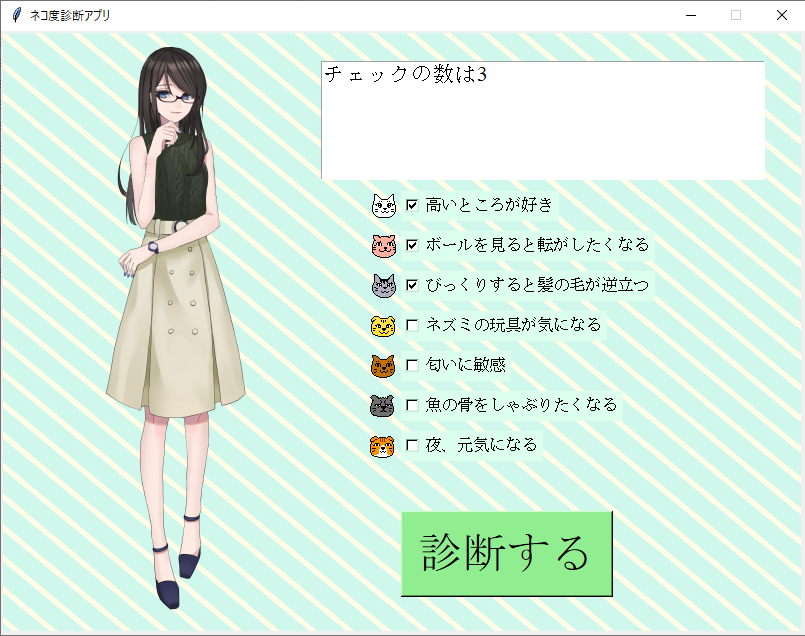 ネコ度診断アプリ
チェックの数は3
高いところが好き
ボールを見ると転がしたくなる
びっくりすると髪の毛が逆立つ
ネズミの玩具が気になる
匂いに敏感
魚の骨をしゃぶりたくなる
夜、元気になる
診断する